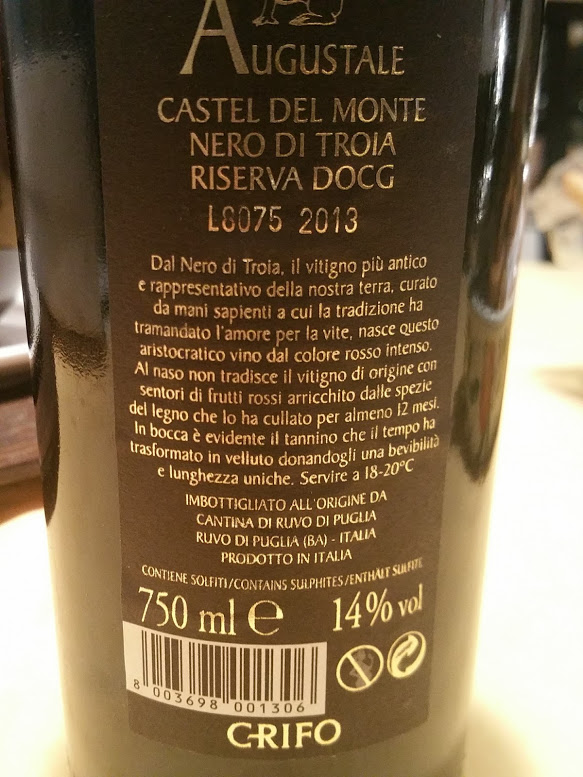 AUGUSTALE
CASTEL DEL MONTE
NERO DI TROIA
RISERVA DOCG
L8075 2013
Dal Nero di Troia, il vitigno più antico
e rappresentativo della nostra terra, curato
da mani sapienti a cui la tradizione ha
tramandato l'amore per la vite, nasce questo
aristocratico vino dal colore rosso intenso.
Al naso non tradisce il vitigno di origine con
sentori di frutti rossi arricchito dalle spezie
del legno che lo ha cullato per almeno 12 mesi.
In bocca è evidente il tannino che il tempo ha
trasformato in velluto donandogli una bevibilità
e lunghezza uniche. Servire a 18-20°C
IMBOTTIGLIATO ALL'ORIGINE DA
CANTINA DI RUVO DI PUGLIA
RUVO DI PUGLIA (BA) - ITALIA
PRODOTTO IN ITALIA
CONTIENE SOLFITI/CONTAINS SULPHITES/ENTHÄLT SULFITE
750 ml e 14% vol
8 003698 001306
GRIFO